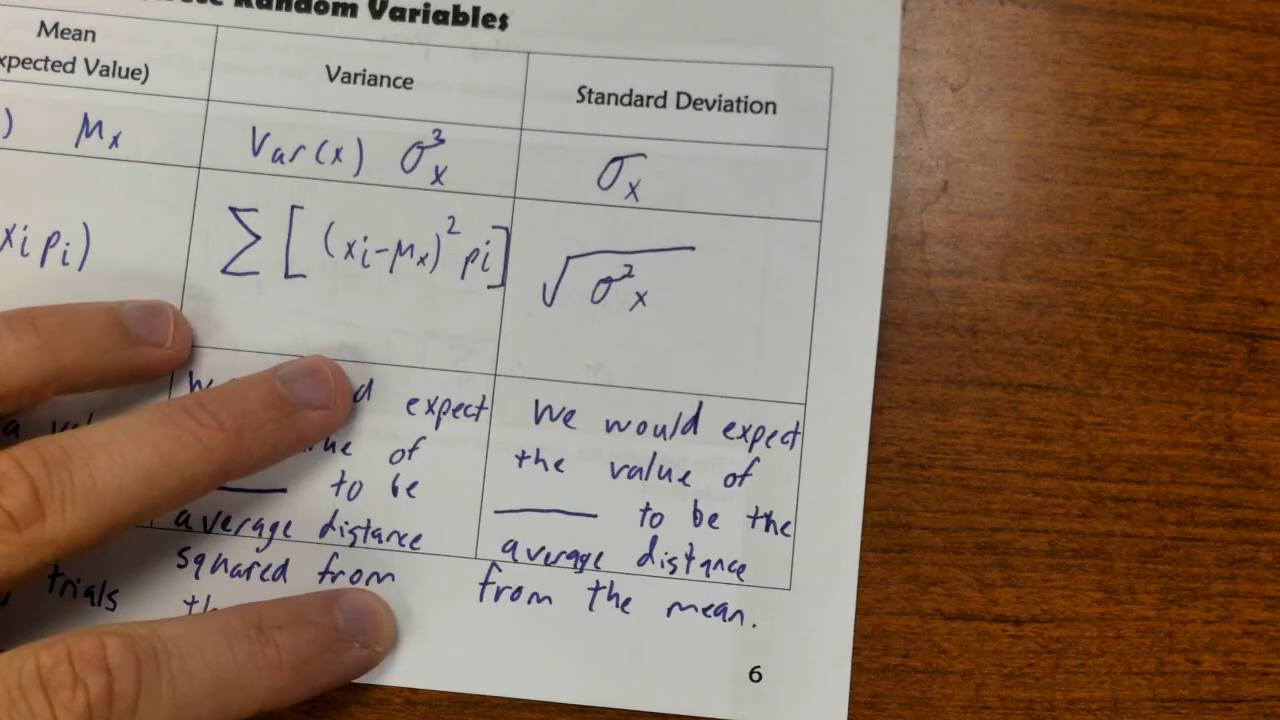 Random Variables
Mean
xpected Value)
Variance
Standard Deviation
) μx
Var(x) σ³x
σx
xi pi)
∑ [ (xi-μx)² pi]
√σ²x
expect
of
____ to be
average distance
squared from
We would expect
the value of
____ to be the
average distance
from the mean.
a
trials
6